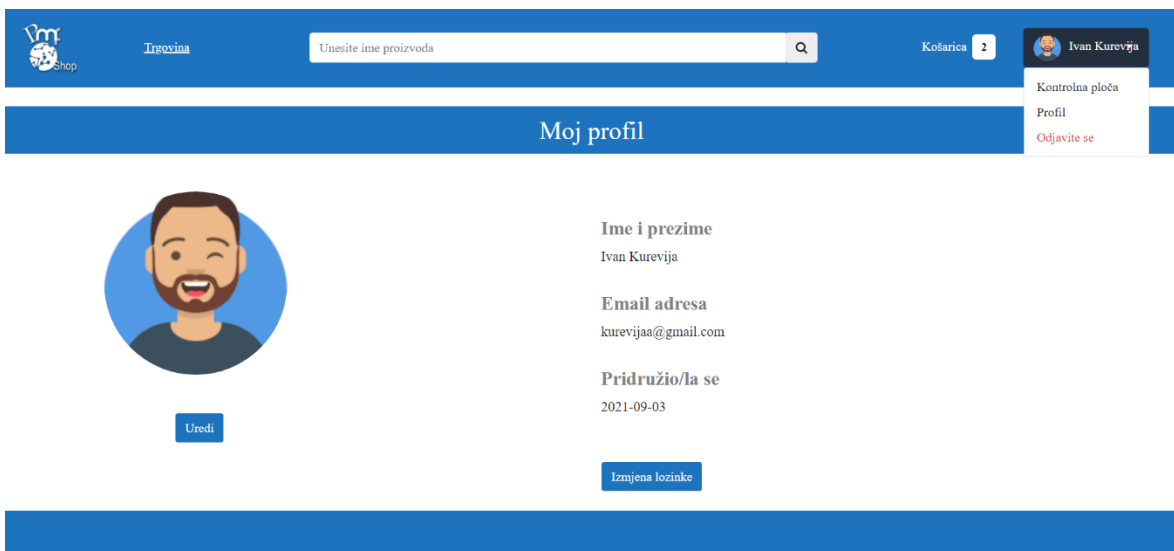 Pmf
Shop
Trgovina
Unesite ime proizvoda
Košarica 2
Ivan Kurevija
Kontrolna ploča
Profil
Odjavite se
Moj profil
Ime i prezime
Ivan Kurevija
Email adresa
kurevijaa@gmail.com
Pridružio/la se
2021-09-03
Uredi
Izmjena lozinke